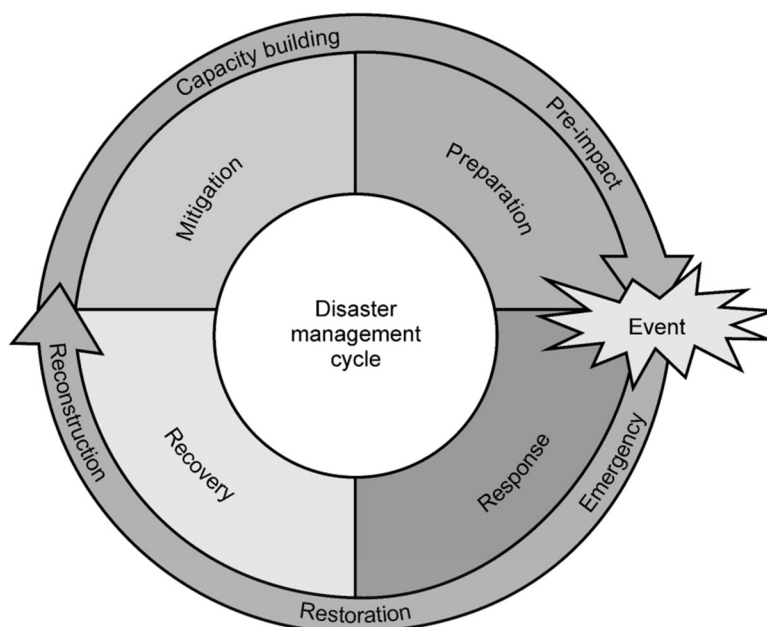 Capacity building
Pre-impact
Mitigation
Preparation
Disaster
management
cycle
Event
Reconstruction
Recovery
Response
Emergency
Restoration